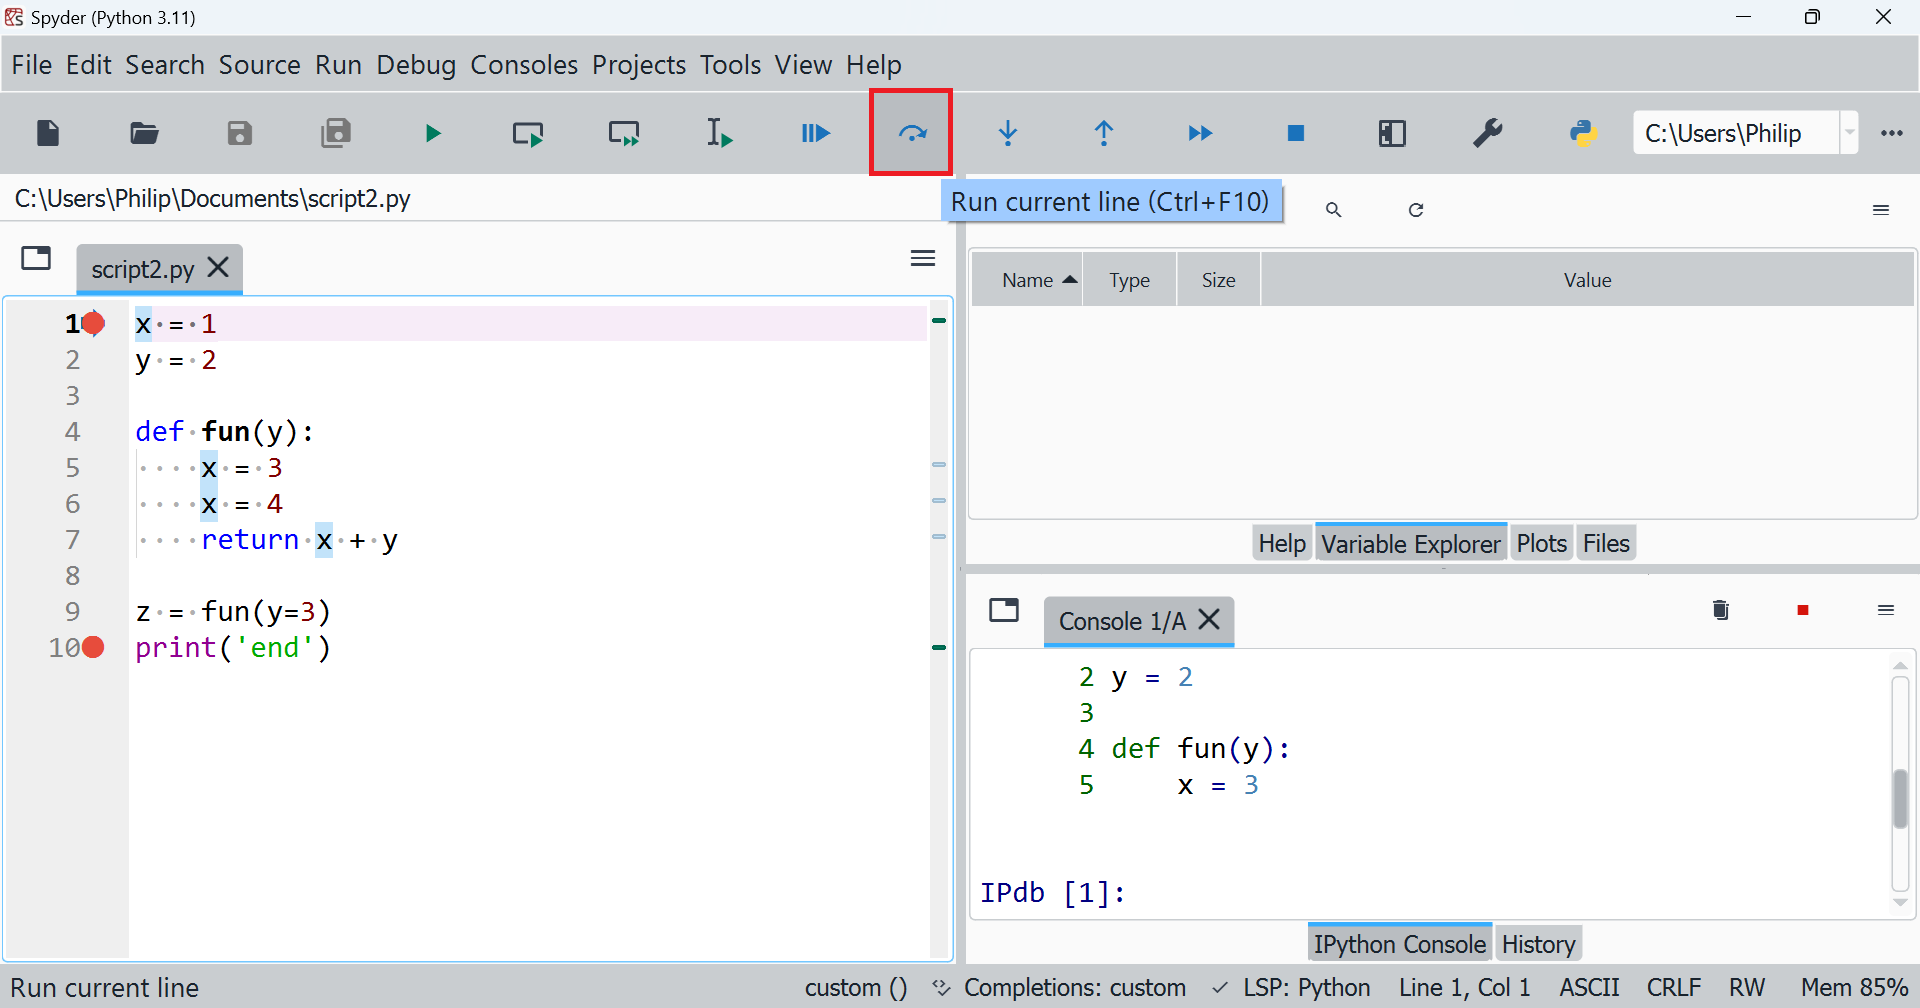 Spyder (Python 3.11)
File Edit Search Source Run Debug Consoles Projects Tools View Help
C:\Users\Philip
C:\Users\Philip\Documents\script2.py
Run current line (Ctrl+F10)
script2.py
1 x = 1
2 y = 2
3
4 def fun(y):
5     x = 3
6     x = 4
7     return x + y
8
9 z = fun(y=3)
10 print('end')
Name Type Size Value
Help Variable Explorer Plots Files
Console 1/A
2 y = 2
3
4 def fun(y):
5     x = 3
IPdb [1]:
IPython Console History
Run current line custom () Completions: custom LSP: Python Line 1, Col 1 ASCII CRLF RW Mem 85%